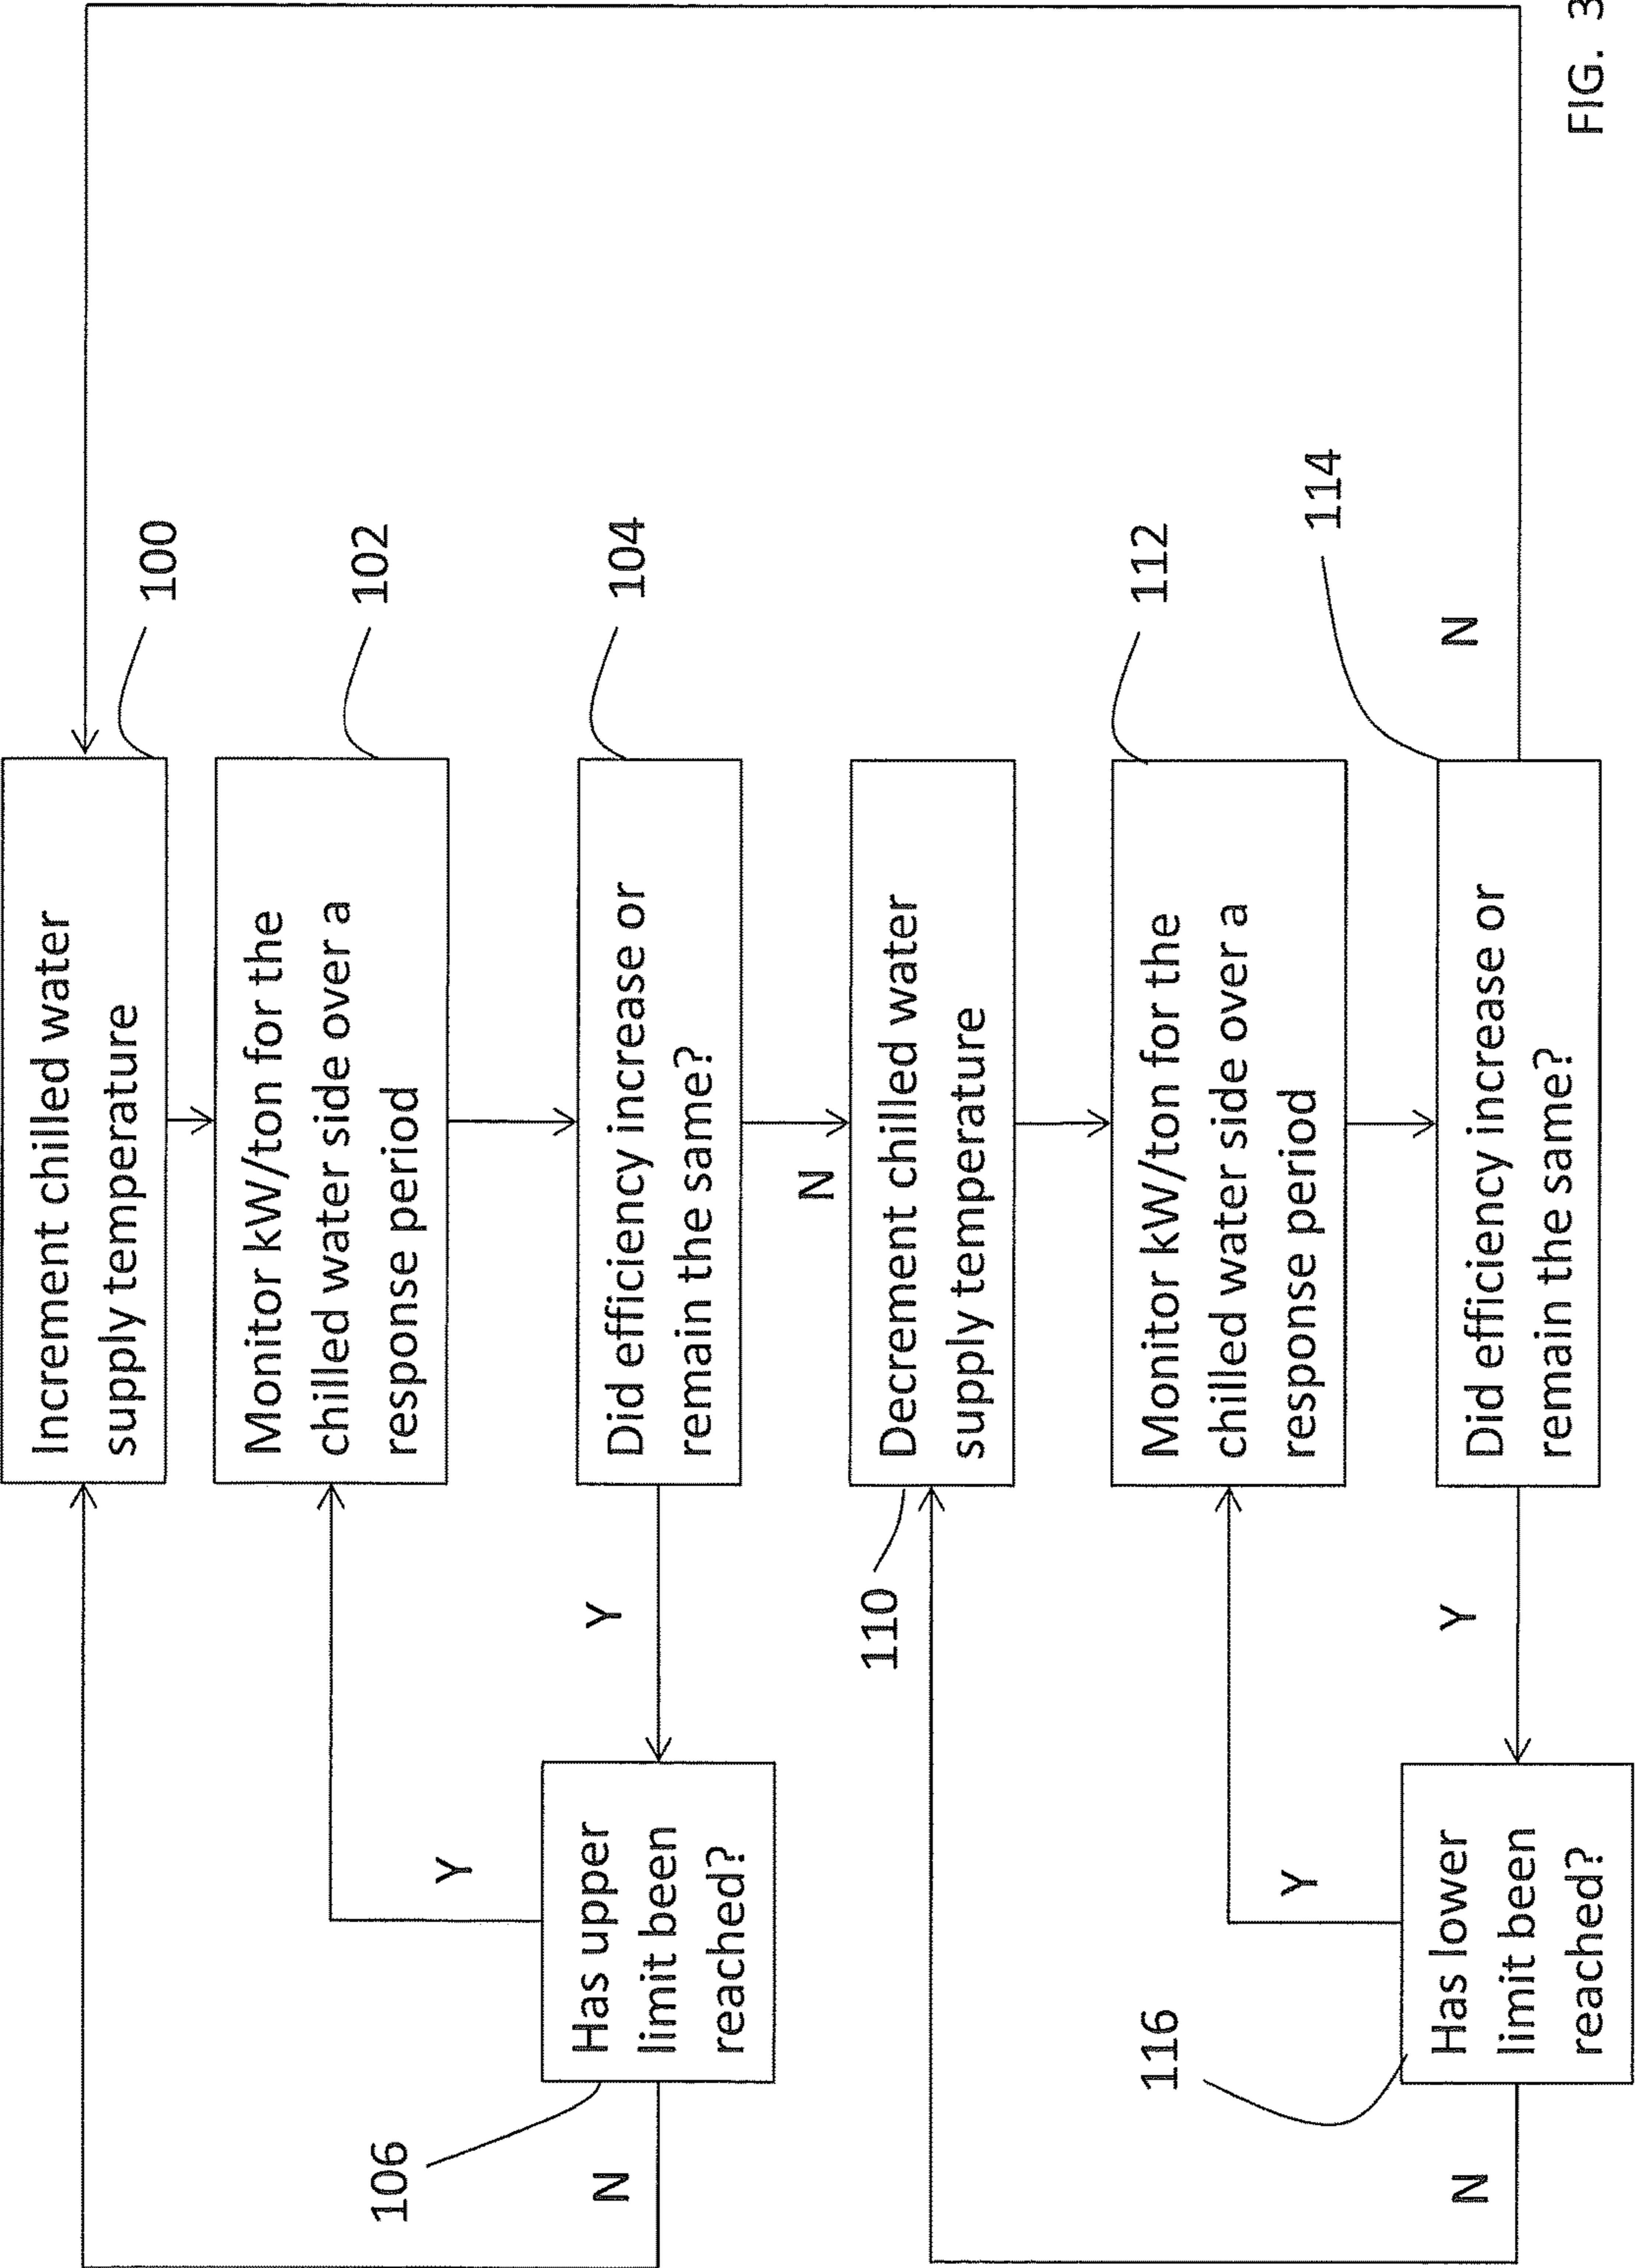 Increment chilled water
supply temperature
100
Monitor kW/ton for the
chilled water side over a
response period
102
Did efficiency increase or
remain the same?
104
Y
Has upper
limit been
reached?
106
Y
N
N
Decrement chilled water
supply temperature
110
Monitor kW/ton for the
chilled water side over a
response period
112
Did efficiency increase or
remain the same?
114
N
Y
Has lower
limit been
reached?
116
Y
N
FIG. 3